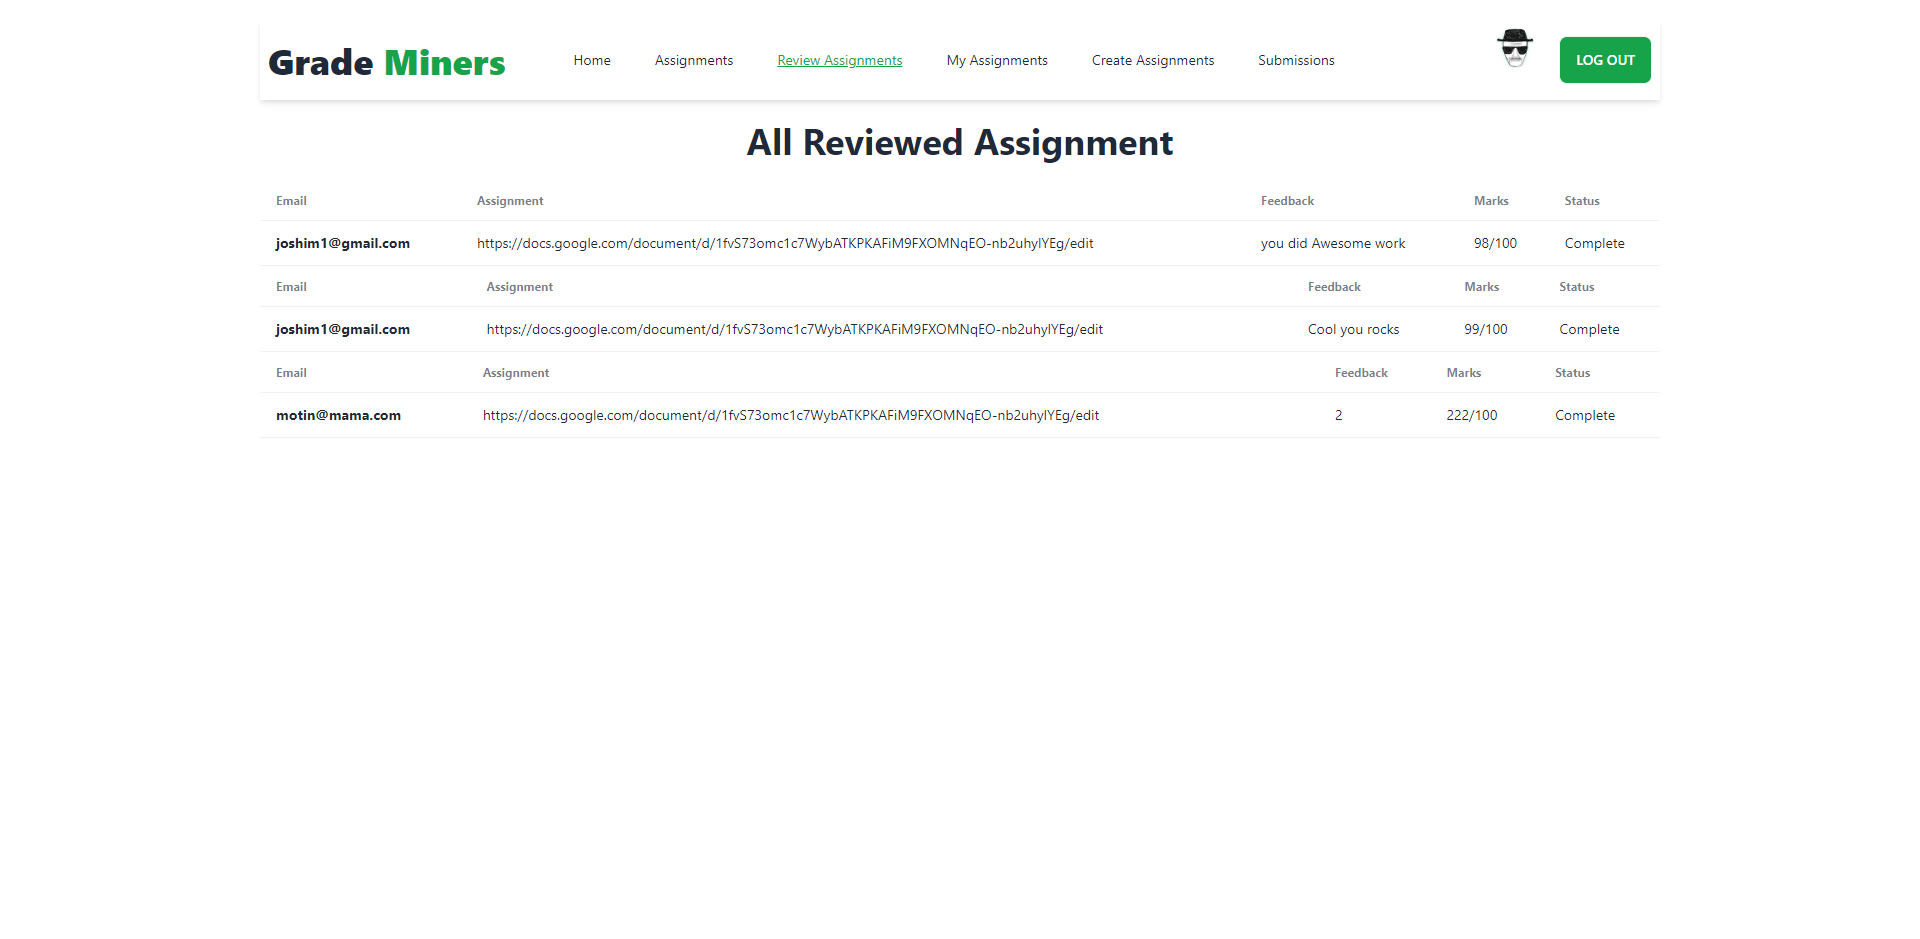 Grade Miners Home Assignments Review Assignments My Assignments Create Assignments Submissions LOG OUT
All Reviewed Assignment
Email Assignment Feedback Marks Status
joshim1@gmail.com https://docs.google.com/document/d/1fvS73omc1c7WybATKPKAFiM9FXOMNqEO-nb2uhylYEg/edit you did Awesome work 98/100 Complete
Email Assignment Feedback Marks Status
joshim1@gmail.com https://docs.google.com/document/d/1fvS73omc1c7WybATKPKAFiM9FXOMNqEO-nb2uhylYEg/edit Cool you rocks 99/100 Complete
Email Assignment Feedback Marks Status
motin@mama.com https://docs.google.com/document/d/1fvS73omc1c7WybATKPKAFiM9FXOMNqEO-nb2uhylYEg/edit 2 222/100 Complete